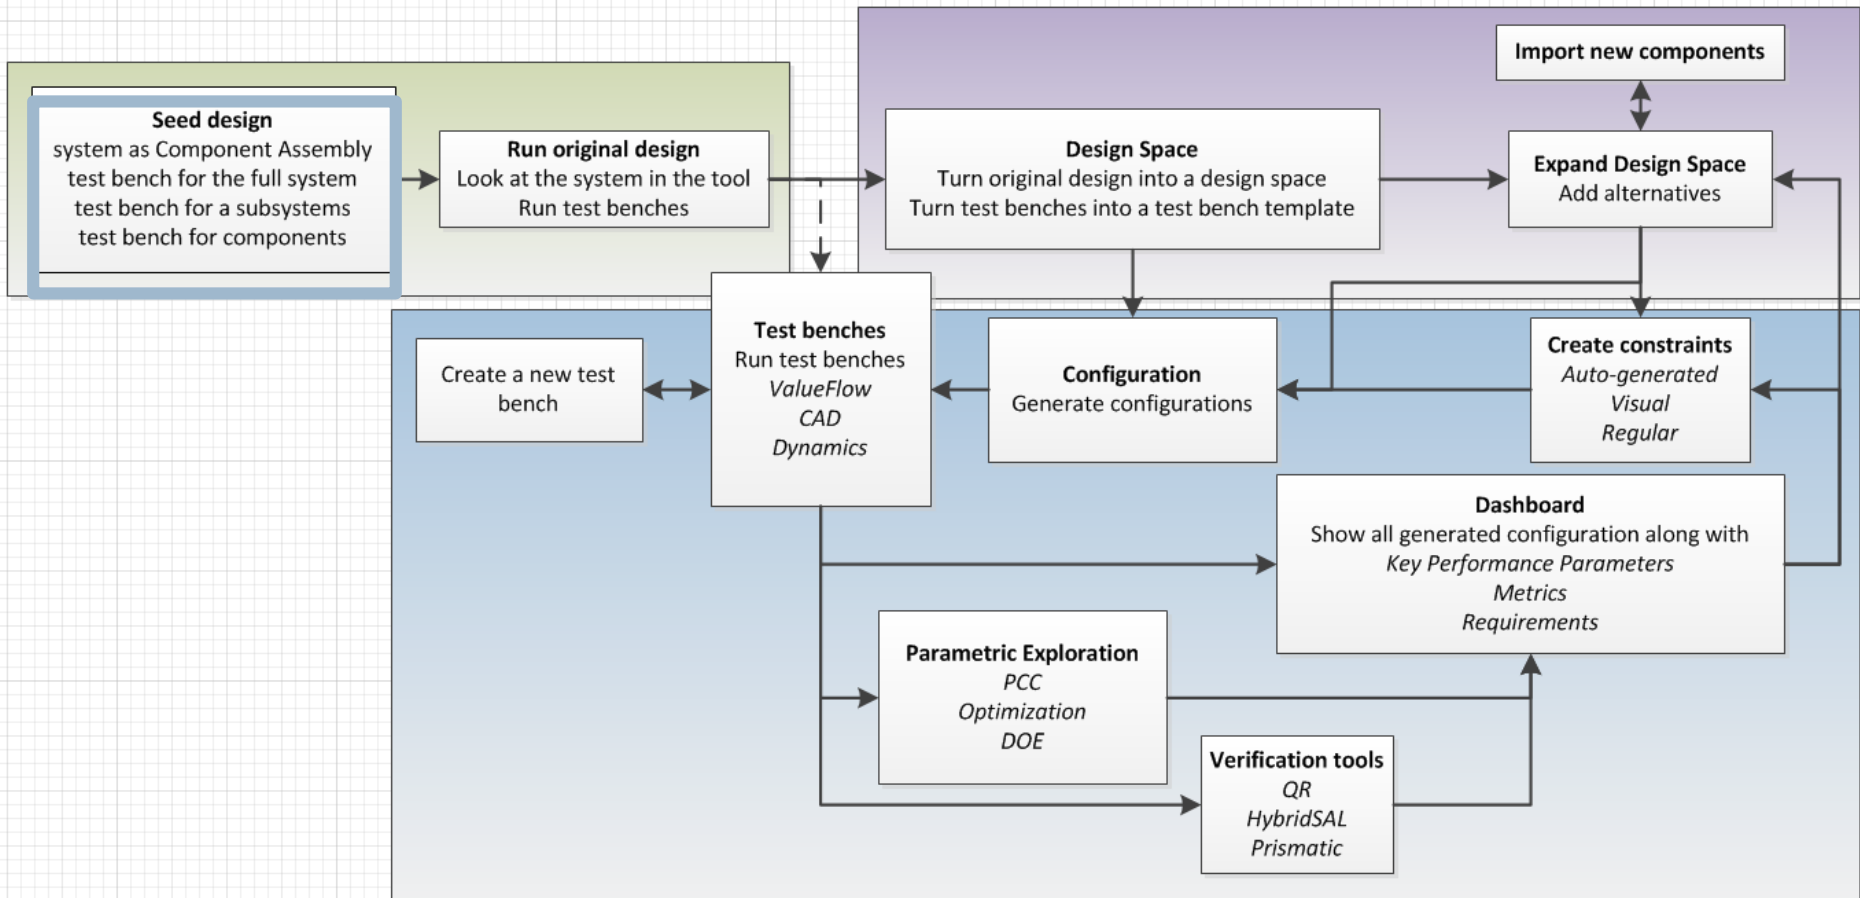 Import new components
Seed design
system as Component Assembly
test bench for the full system
test bench for a subsystems
test bench for components
Run original design
Look at the system in the tool
Run test benches
Design Space
Turn original design into a design space
Turn test benches into a test bench template
Expand Design Space
Add alternatives
Create a new test
bench
Test benches
Run test benches
ValueFlow
CAD
Dynamics
Configuration
Generate configurations
Create constraints
Auto-generated
Visual
Regular
Dashboard
Show all generated configuration along with
Key Performance Parameters
Metrics
Requirements
Parametric Exploration
PCC
Optimization
DOE
Verification tools
QR
HybridSAL
Prismatic